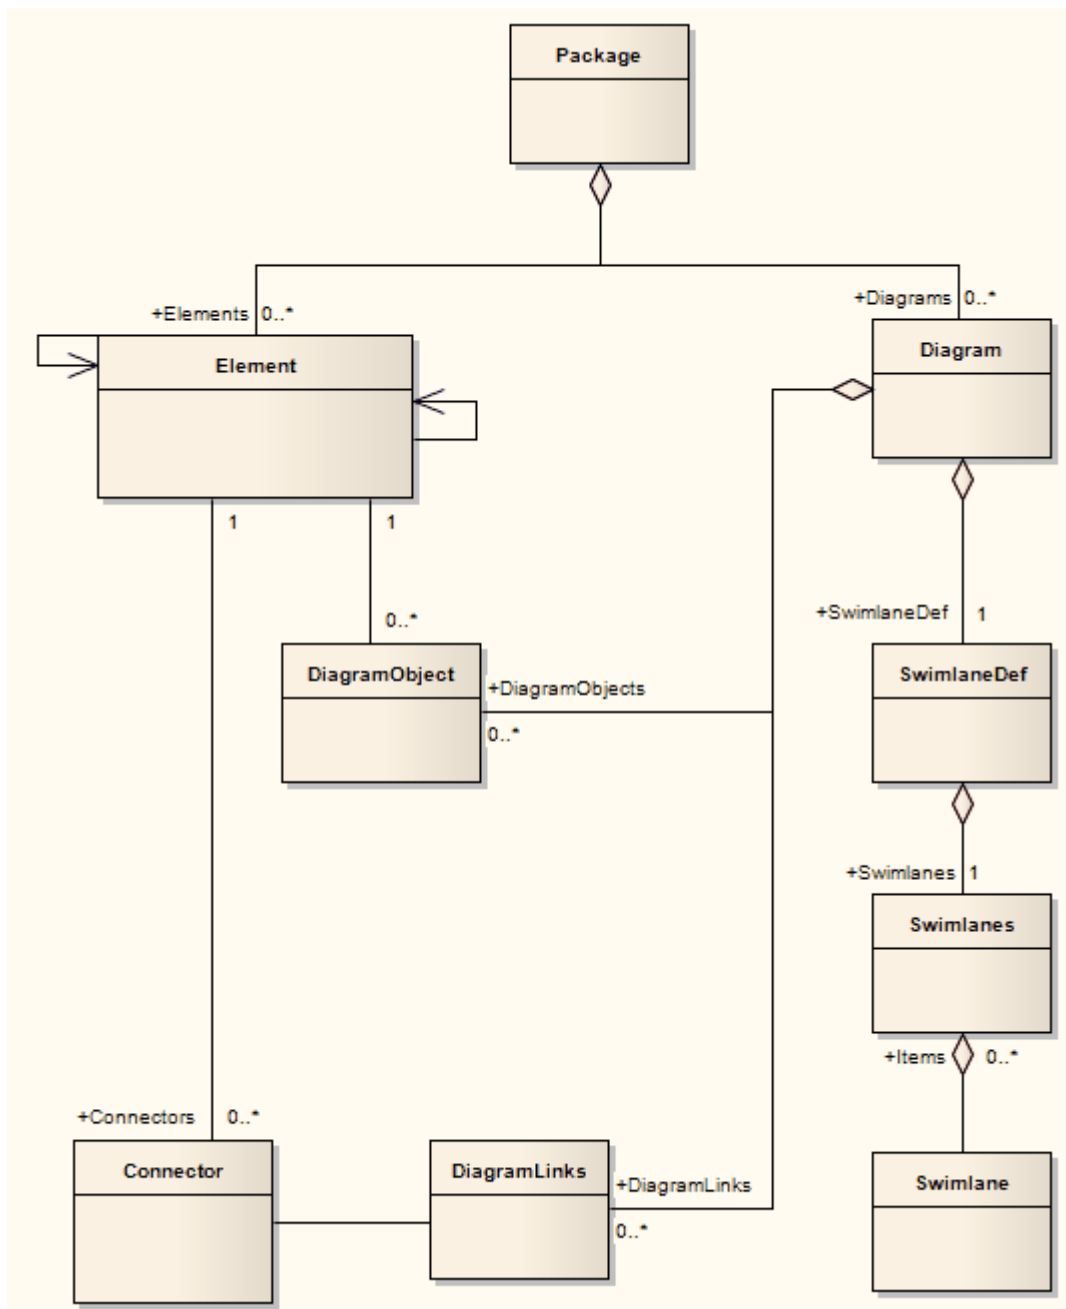 Package
+Elements 0..*
+Diagrams 0..*
Element
Diagram
1
1
0..*
+SwimlaneDef 1
DiagramObject
+DiagramObjects
0..*
SwimlaneDef
+Swimlanes 1
Swimlanes
+Items 0..*
+Connectors 0..*
Connector
DiagramLinks
+DiagramLinks
0..*
Swimlane